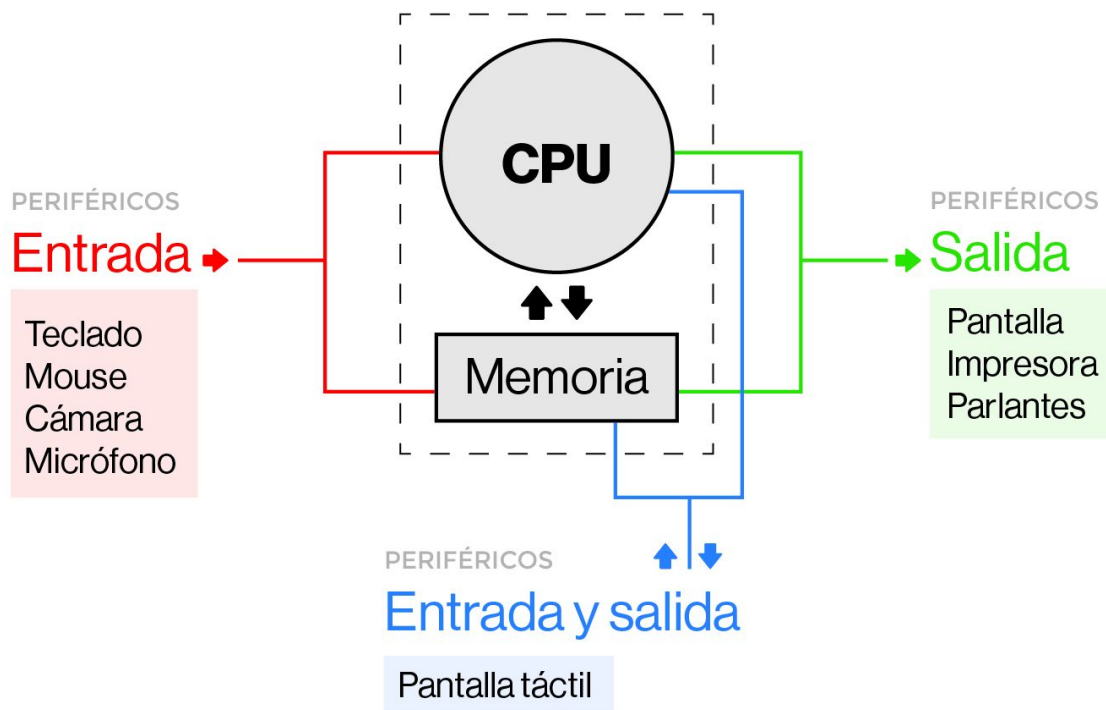 CPU
Memoria
PERIFÉRICOS
Entrada
Teclado
Mouse
Cámara
Micrófono
PERIFÉRICOS
Salida
Pantalla
Impresora
Parlantes
PERIFÉRICOS
Entrada y salida
Pantalla táctil